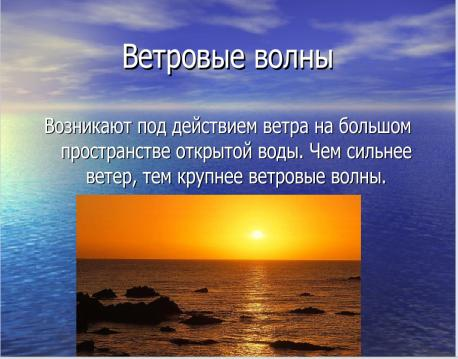 Ветровые волны
Возникают под действием ветра на большом
пространстве открытой воды. Чем сильнее
ветер, тем крупнее ветровые волны.